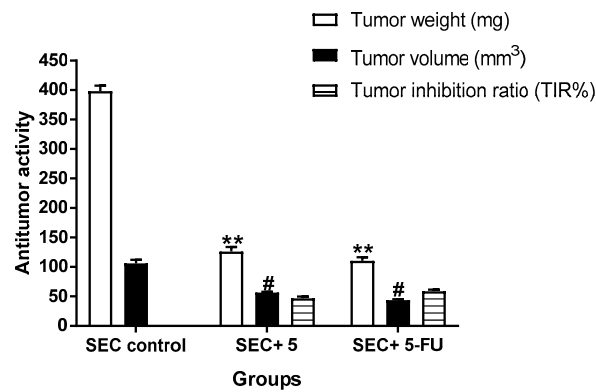 Tumor weight (mg)
Tumor volume (mm³)
Tumor inhibition ratio (TIR%)
Antitumor activity
450
400
350
300
250
200
150
100
50
0
**
#
**
#
SEC control
SEC+ 5
SEC+ 5-FU
Groups